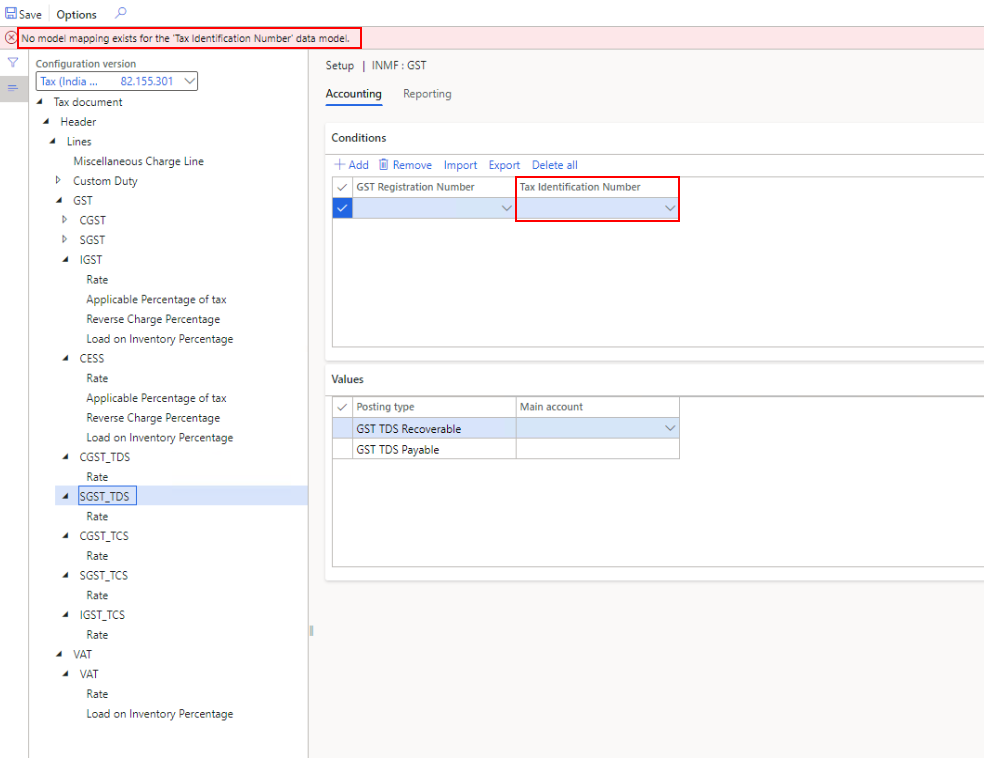 Save Options
No model mapping exists for the 'Tax Identification Number' data model.
Configuration version
Tax (India ... 82.155.301
Tax document
Header
Lines
Miscellaneous Charge Line
Custom Duty
GST
CGST
SGST
IGST
Rate
Applicable Percentage of tax
Reverse Charge Percentage
Load on Inventory Percentage
CESS
Rate
Applicable Percentage of tax
Reverse Charge Percentage
Load on Inventory Percentage
CGST_TDS
Rate
SGST_TDS
Rate
CGST_TCS
Rate
SGST_TCS
Rate
IGST_TCS
Rate
VAT
VAT
Rate
Load on Inventory Percentage
Setup | INMF : GST
Accounting Reporting
Conditions
Add Remove Import Export Delete all
GST Registration Number Tax Identification Number
Values
Posting type Main account
GST TDS Recoverable
GST TDS Payable